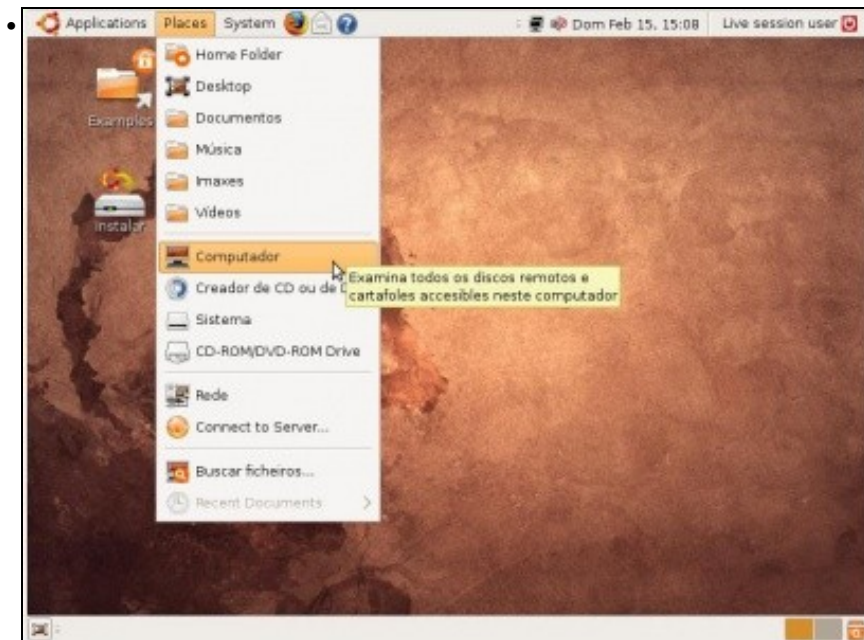 Applications Places System Dom Feb 15, 15:08 Live session user
Home Folder
Desktop
Examples
Documentos
Música
Imaxes
Vídeos
Instalar
Computador
Examina todos os discos remotos e
cartafoles accesibles neste computador
Creador de CD ou de
Sistema
CD-ROM/DVD-ROM Drive
Rede
Connect to Server...
Buscar ficheiros...
Recent Documents